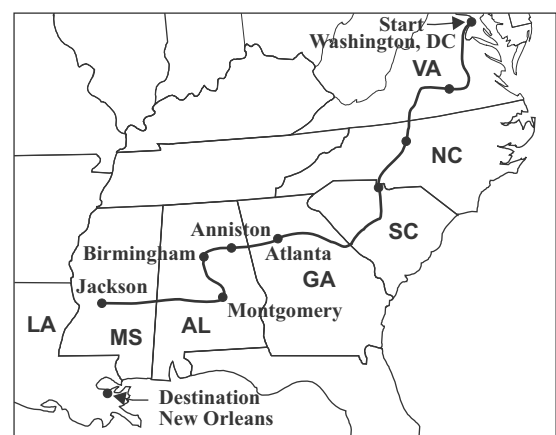 Start
Washington, DC
VA
NC
SC
Anniston
Birmingham
Atlanta
GA
Jackson
Montgomery
LA
MS
AL
Destination
New Orleans